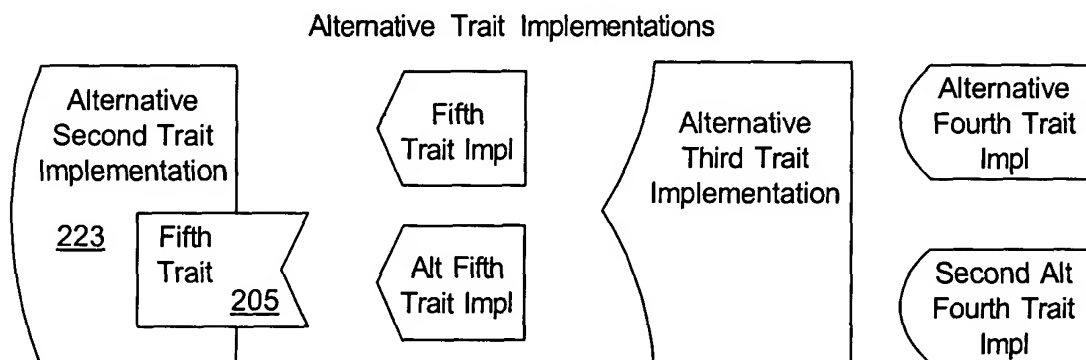 Alternative Trait Implementations
Alternative
Second Trait
Implementation
223
Fifth
Trait
205
Fifth
Trait Impl
Alt Fifth
Trait Impl
Alternative
Third Trait
Implementation
Alternative
Fourth Trait
Impl
Second Alt
Fourth Trait
Impl